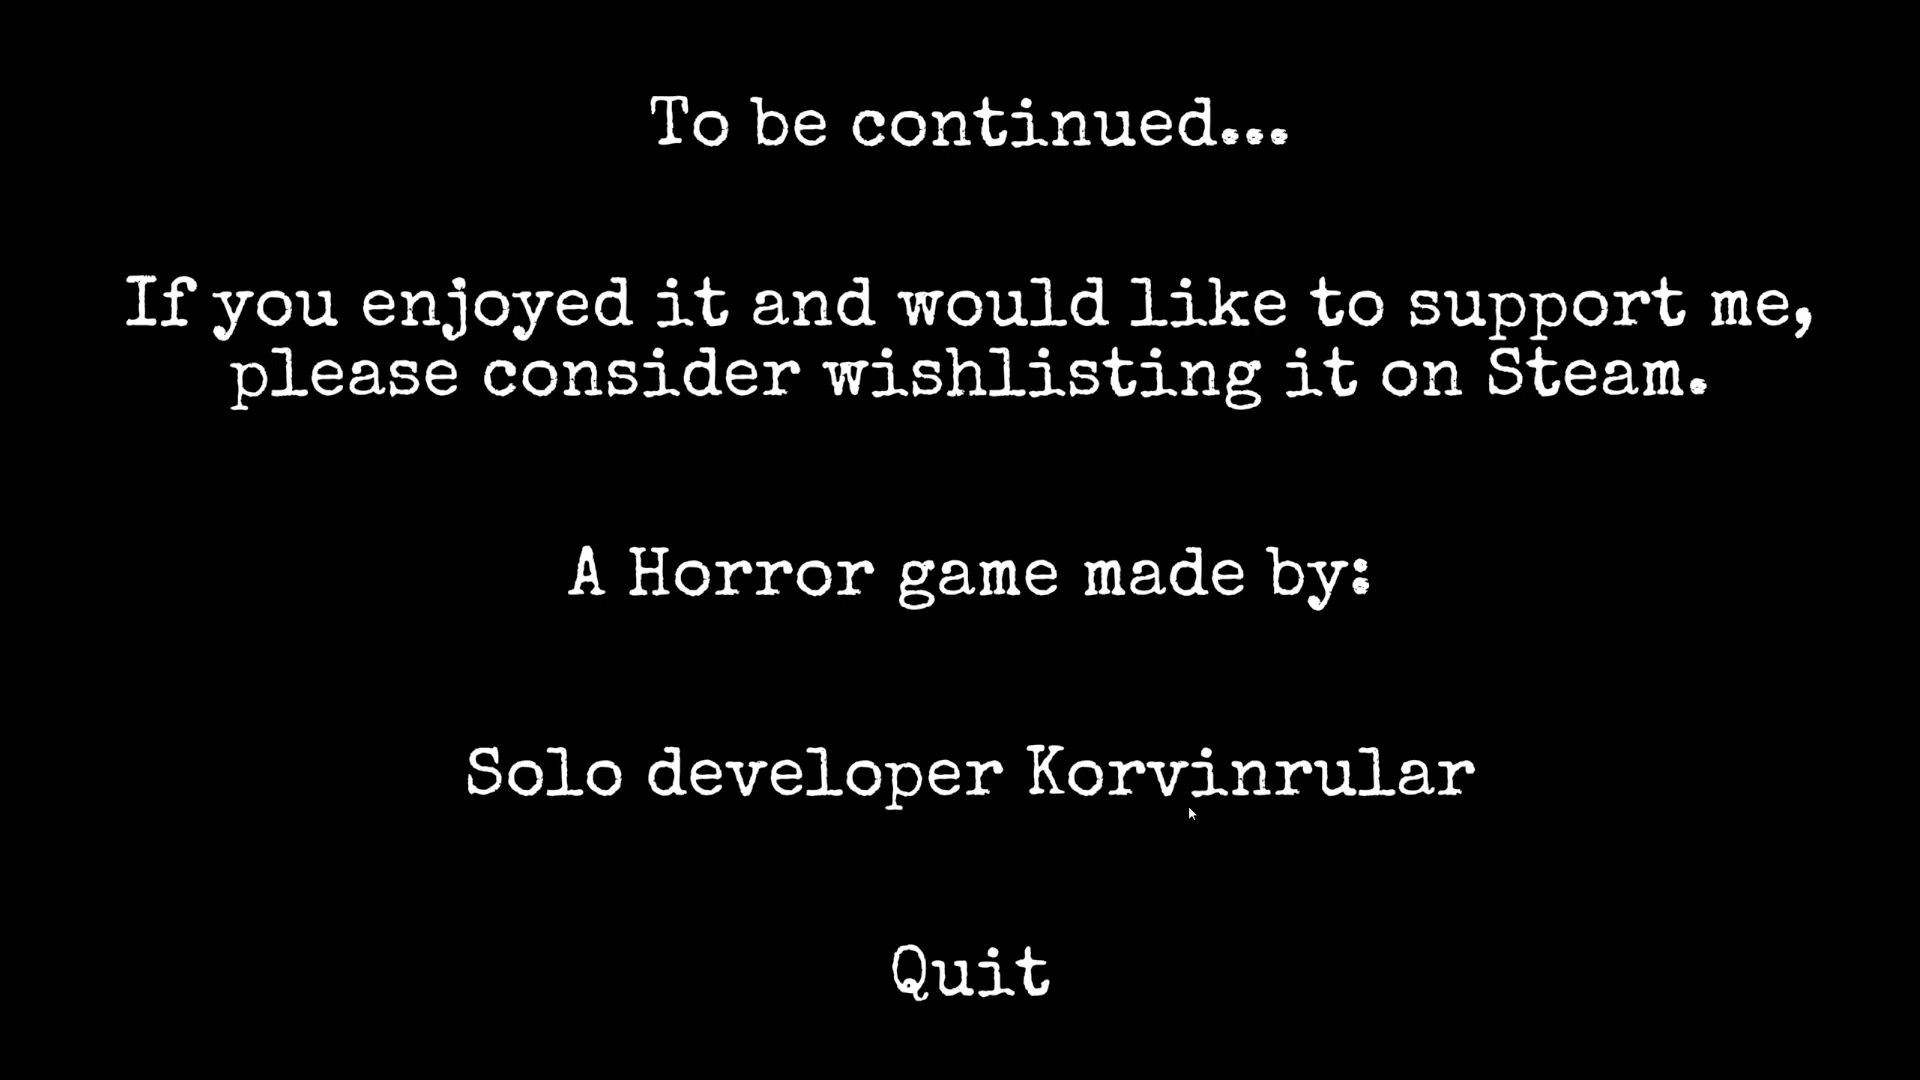 To be continued...
If you enjoyed it and would like to support me,
please consider wishlisting it on Steam.
A Horror game made by:
Solo developer Korvinrular
Quit